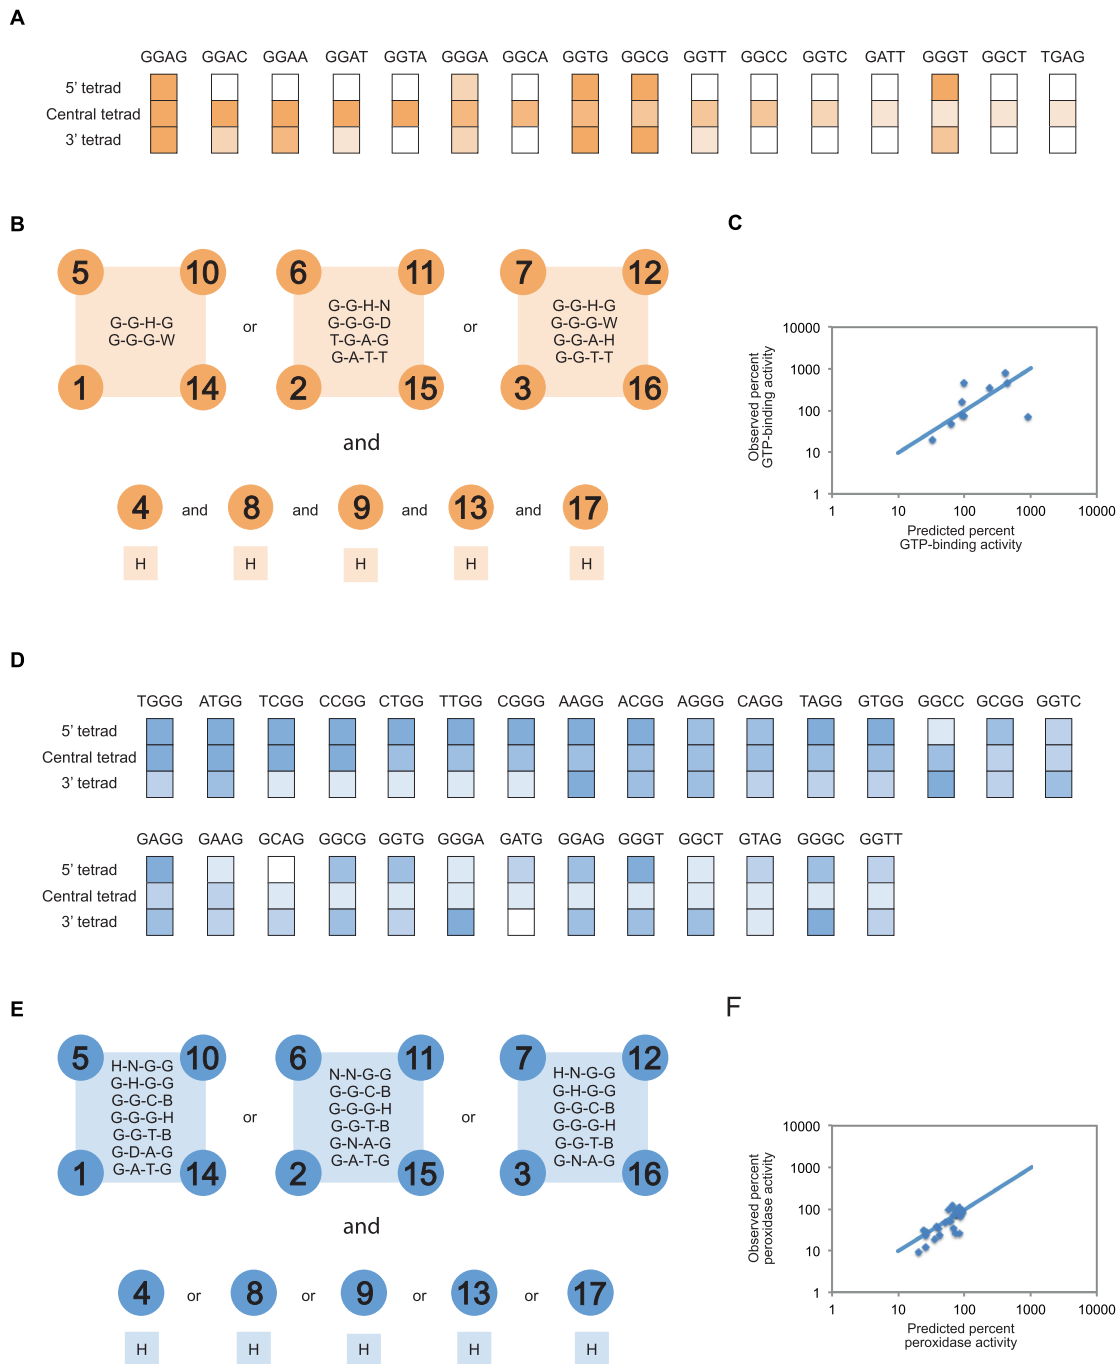 A
GGAG GGAC GGAA GGAT GGTA GGGA GGCA GGTG GGCG GGTT GGCC GGTC GATT GGGT GGCT TGAG
5' tetrad
Central tetrad
3' tetrad
B
5 10 6 11 7 12
G-G-H-G
G-G-G-W
or
G-G-H-N
G-G-G-D
T-G-A-G
G-A-T-T
or
G-G-H-G
G-G-G-W
G-G-A-H
G-G-T-T
1 14 2 15 3 16
and
4 and 8 and 9 and 13 and 17
H H H H H
C
Observed percent
GTP-binding activity
10000
1000
100
10
1
1 10 100 1000 10000
Predicted percent
GTP-binding activity
D
TGGG ATGG TCGG CCGG CTGG TTGG CGGG AAGG ACGG AGGG CAGG TAGG GTGG GGCC GCGG GGTC
5' tetrad
Central tetrad
3' tetrad
GAGG GAAG GCAG GGCG GGTG GGGA GATG GGAG GGGT GGCT GTAG GGGC GGTT
5' tetrad
Central tetrad
3' tetrad
E
5 10 6 11 7 12
H-N-G-G
G-H-G-G
G-G-C-B
G-G-G-H
G-G-T-B
G-D-A-G
G-A-T-G
or
N-N-G-G
G-G-C-B
G-G-G-H
G-G-T-B
G-N-A-G
G-A-T-G
or
H-N-G-G
G-H-G-G
G-G-C-B
G-G-G-H
G-G-T-B
G-N-A-G
1 14 2 15 3 16
and
4 or 8 or 9 or 13 or 17
H H H H H
F
Observed percent
peroxidase activity
10000
1000
100
10
1
1 10 100 1000 10000
Predicted percent
peroxidase activity